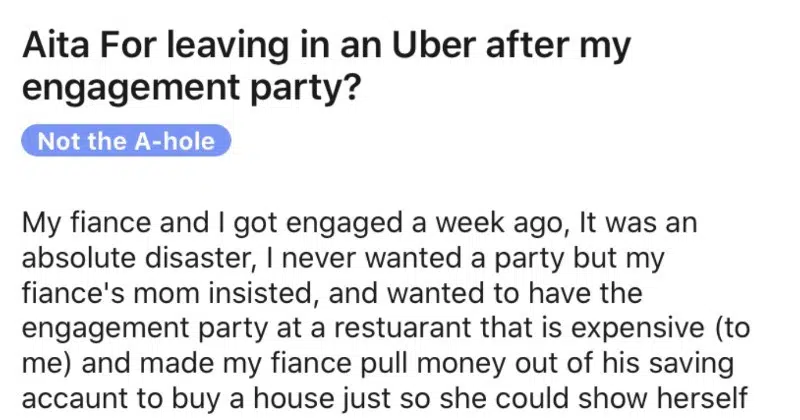 Aita For leaving in an Uber after my
engagement party?
Not the A-hole
My fiance and I got engaged a week ago, It was an
absolute disaster, I never wanted a party but my
fiance's mom insisted, and wanted to have the
engagement party at a restuarant that is expensive (to
me) and made my fiance pull money out of his saving
accaunt to buy a house just so she could show herself